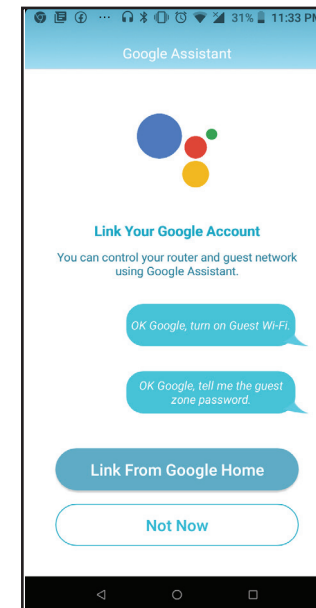 31% 11:33 PM
Google Assistant
Link Your Google Account
You can control your router and guest network
using Google Assistant.
OK Google, turn on Guest Wi-Fi.
OK Google, tell me the guest
zone password.
Link From Google Home
Not Now